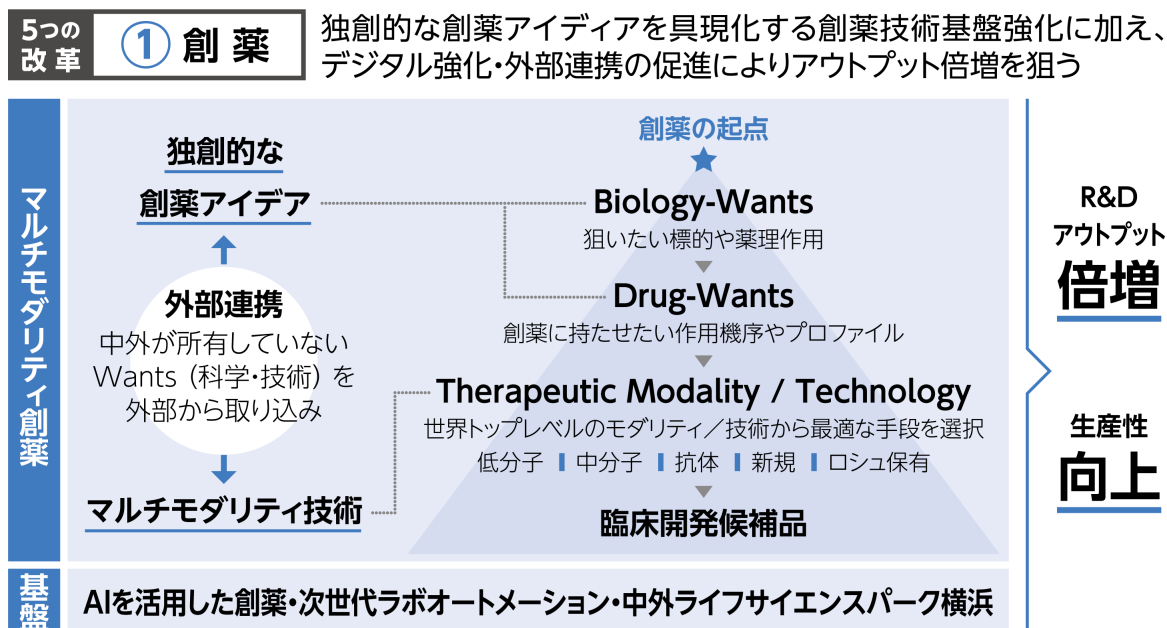 5つの
改革
① 創薬
独創的な創薬アイディアを具現化する創薬技術基盤強化に加え、
デジタル強化・外部連携の促進によりアウトプット倍増を狙う
マルチモダリティ創薬
独創的な
創薬アイデア
外部連携
中外が所有していない
Wants（科学・技術）を
外部から取り込み
マルチモダリティ技術
創薬の起点
Biology-Wants
狙いたい標的や薬理作用
Drug-Wants
創薬に持たせたい作用機序やプロファイル
Therapeutic Modality / Technology
世界トップレベルのモダリティ／技術から最適な手段を選択
低分子 中分子 抗体 新規 ロシュ保有
臨床開発候補品
R&D
アウトプット
倍増
生産性
向上
基盤
AIを活用した創薬・次世代ラボオートメーション・中外ライフサイエンスパーク横浜